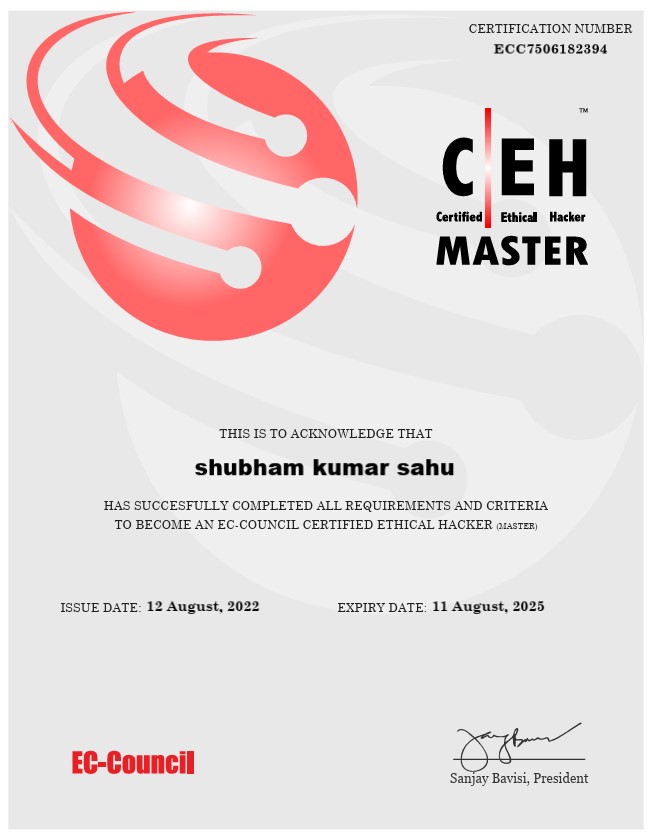 CERTIFICATION NUMBER
ECC7506182394
™
CEH
Certified Ethical Hacker
MASTER
THIS IS TO ACKNOWLEDGE THAT
shubham kumar sahu
HAS SUCCESFULLY COMPLETED ALL REQUIREMENTS AND CRITERIA
TO BECOME AN EC-COUNCIL CERTIFIED ETHICAL HACKER (MASTER)
ISSUE DATE: 12 August, 2022 EXPIRY DATE: 11 August, 2025
EC-Council
Sanjay Bavisi, President